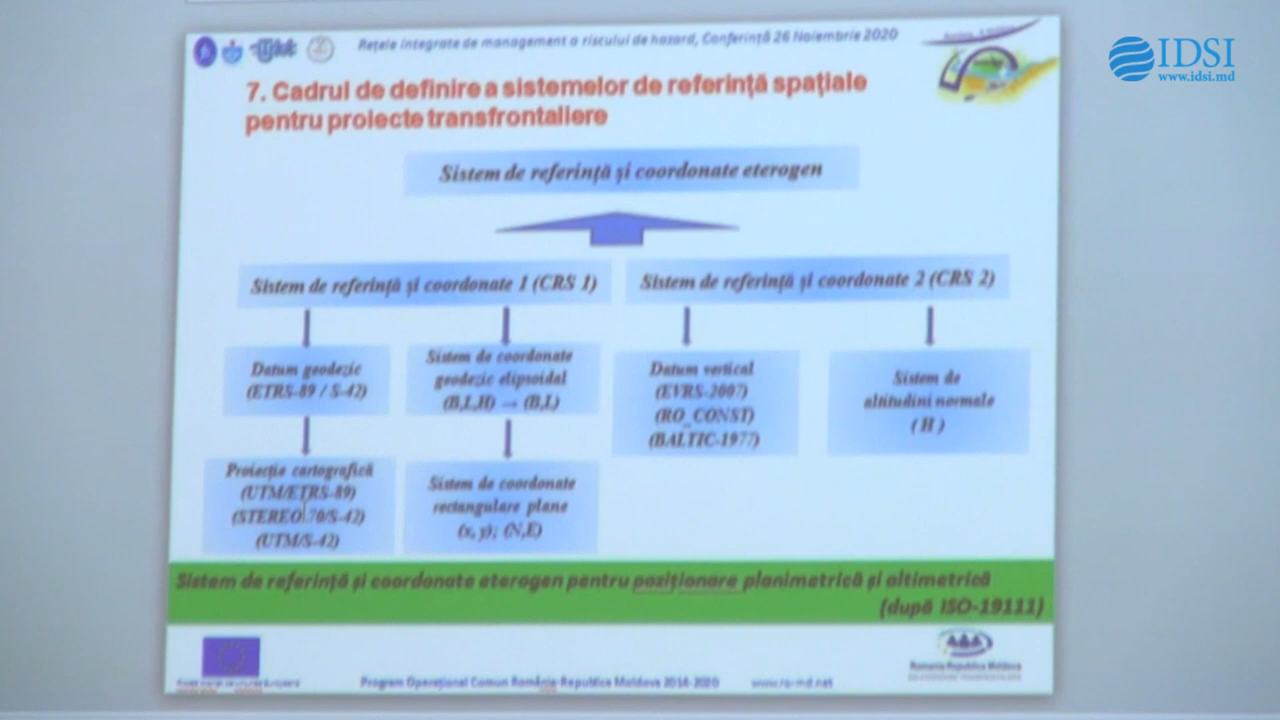 Rețele integrate de management a riscului de hazard, Conferință 26 Noiembrie 2020
IDSI
www.idsi.md
7. Cadrul de definire a sistemelor de referință spațiale
pentru proiecte transfrontaliere
Sistem de referință și coordonate eterogen
Sistem de referință și coordonate 1 (CRS 1)
Sistem de referință și coordonate 2 (CRS 2)
Datum geodezic
(ETRS-89 / S-42)
Sistem de coordonate
geodezic elipsoidal
(B,L,H) → (B,L)
Datum vertical
(EVRS-2007)
(RO_CONST)
(BALTIC-1977)
Sistem de
altitudini normale
( H )
Proiecție cartografică
(UTM/ETRS-89)
(STEREO 70/S-42)
(UTM/S-42)
Sistem de coordonate
rectangulare plane
(x, y); (N,E)
Sistem de referință și coordonate eterogen pentru poziționare planimetrică și altimetrică
(după ISO-19111)
Program Operațional Comun România-Republica Moldova 2014-2020
www.ro-md.net
Romania Republica Moldova